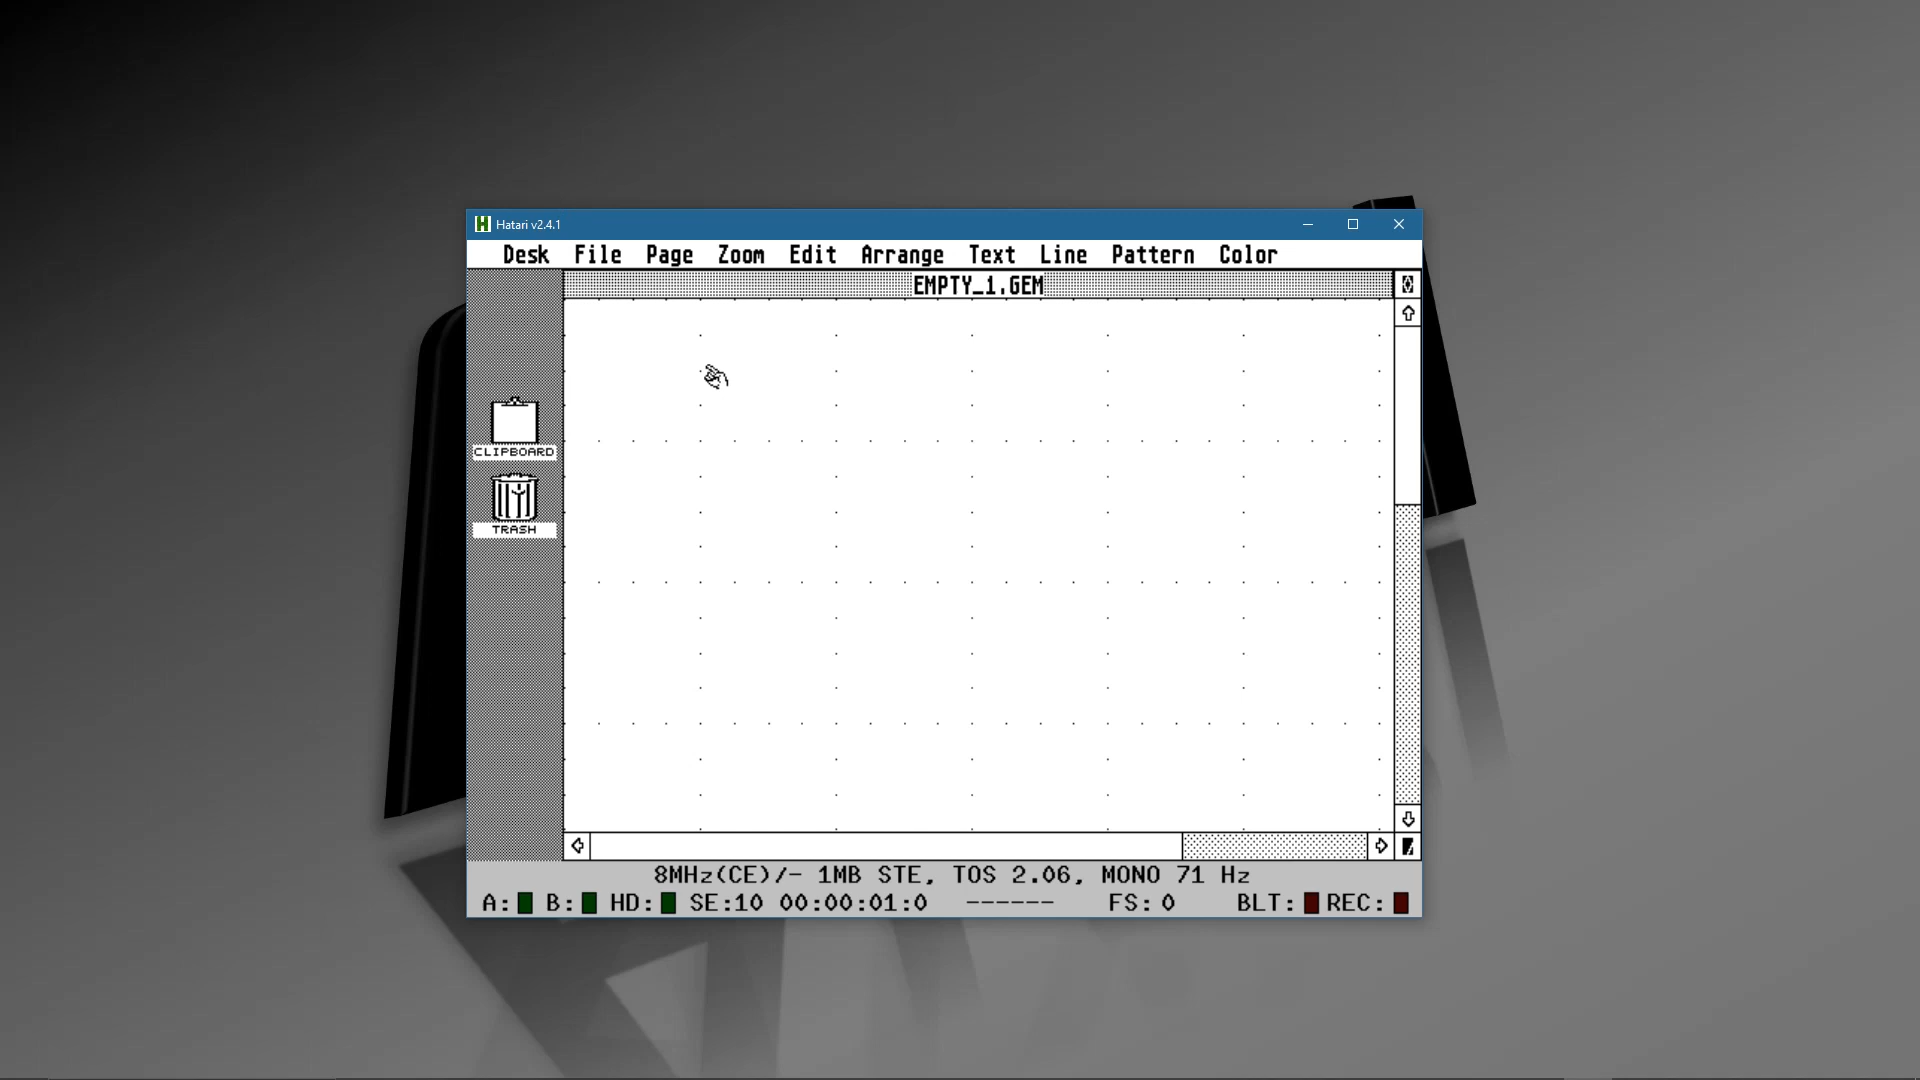 Hatari v2.4.1
Desk File Page Zoom Edit Arrange Text Line Pattern Color
EMPTY_1.GEM
CLIPBOARD
TRASH
8MHz(CE)/- 1MB STE, TOS 2.06, MONO 71 Hz
A: B: HD: SE:10 00:00:01:0 ------ FS: 0 BLT: REC: